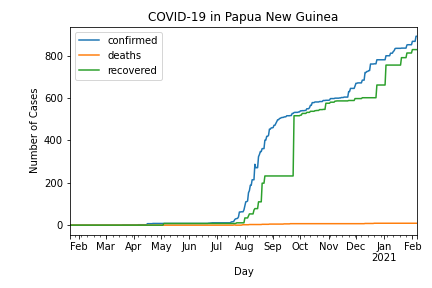 COVID-19 in Papua New Guinea
confirmed
deaths
recovered
Number of Cases
800
600
400
200
0
Feb Mar Apr May Jun Jul Aug Sep Oct Nov Dec Jan Feb
2021
Day